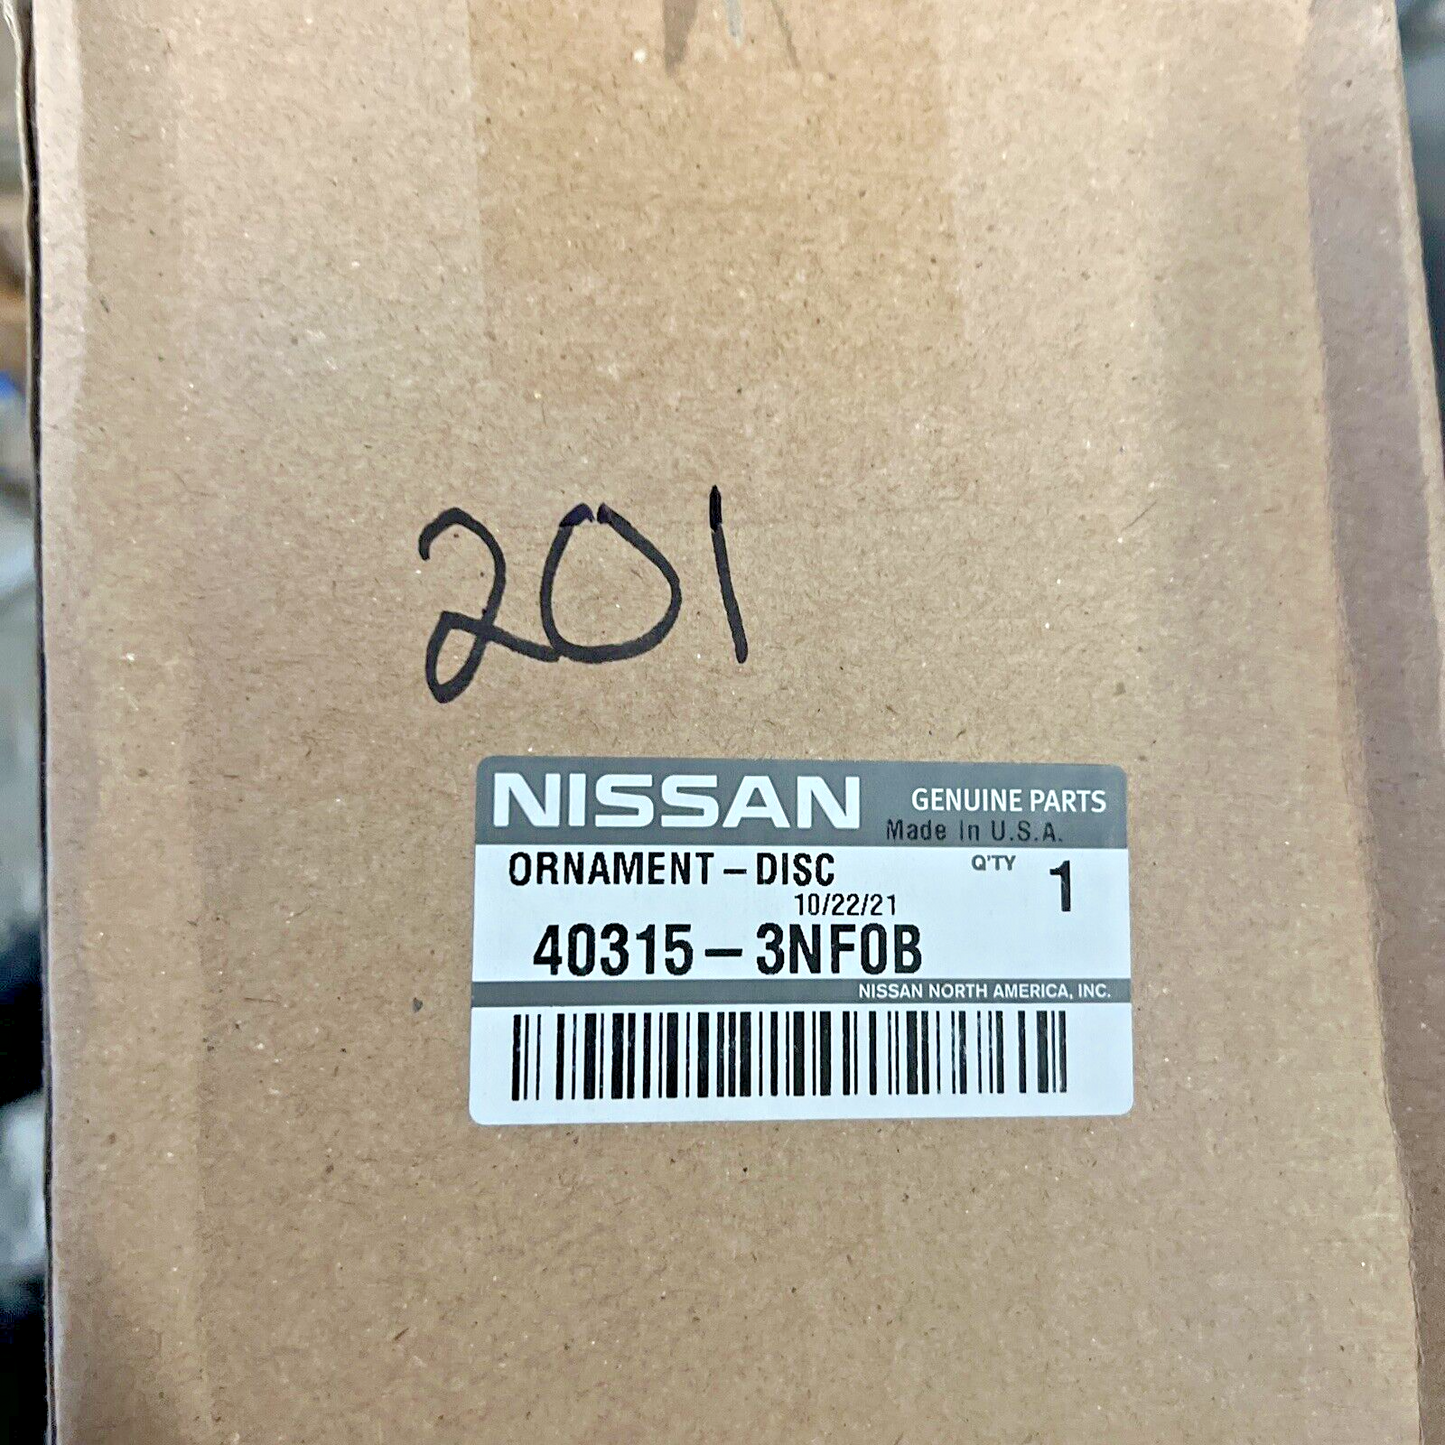 201
NISSAN GENUINE PARTS
Made In U.S.A.
ORNAMENT-DISC Q'TY 1
10/22/21
40315-3NF0B
NISSAN NORTH AMERICA, INC.